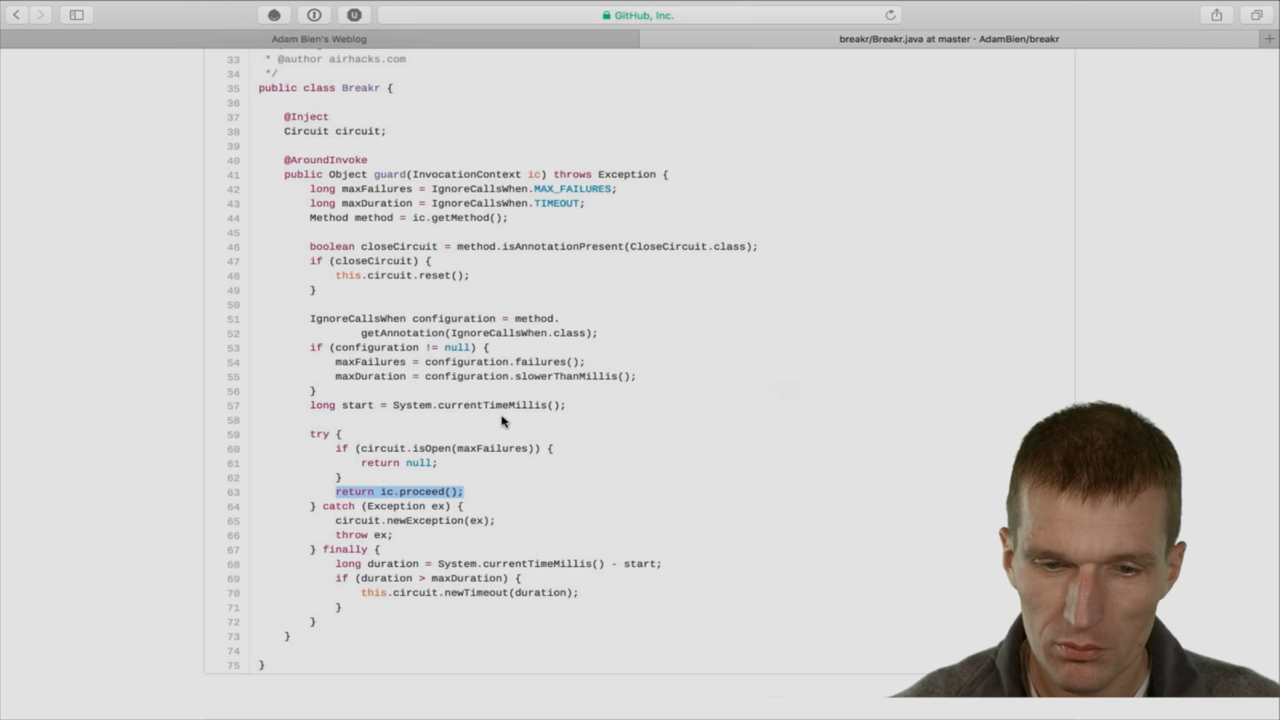 GitHub, Inc.
Adam Bien's Weblog
breakr/Breakr.java at master · AdamBien/breakr
33 * @author airhacks.com
34 */
35 public class Breakr {
36
37 @Inject
38 Circuit circuit;
39
40 @AroundInvoke
41 public Object guard(InvocationContext ic) throws Exception {
42 long maxFailures = IgnoreCallsWhen.MAX_FAILURES;
43 long maxDuration = IgnoreCallsWhen.TIMEOUT;
44 Method method = ic.getMethod();
45
46 boolean closeCircuit = method.isAnnotationPresent(CloseCircuit.class);
47 if (closeCircuit) {
48 this.circuit.reset();
49 }
50
51 IgnoreCallsWhen configuration = method.
52 getAnnotation(IgnoreCallsWhen.class);
53 if (configuration != null) {
54 maxFailures = configuration.failures();
55 maxDuration = configuration.slowerThanMillis();
56 }
57 long start = System.currentTimeMillis();
58
59 try {
60 if (circuit.isOpen(maxFailures)) {
61 return null;
62 }
63 return ic.proceed();
64 } catch (Exception ex) {
65 circuit.newException(ex);
66 throw ex;
67 } finally {
68 long duration = System.currentTimeMillis() - start;
69 if (duration > maxDuration) {
70 this.circuit.newTimeout(duration);
71 }
72 }
73 }
74
75 }